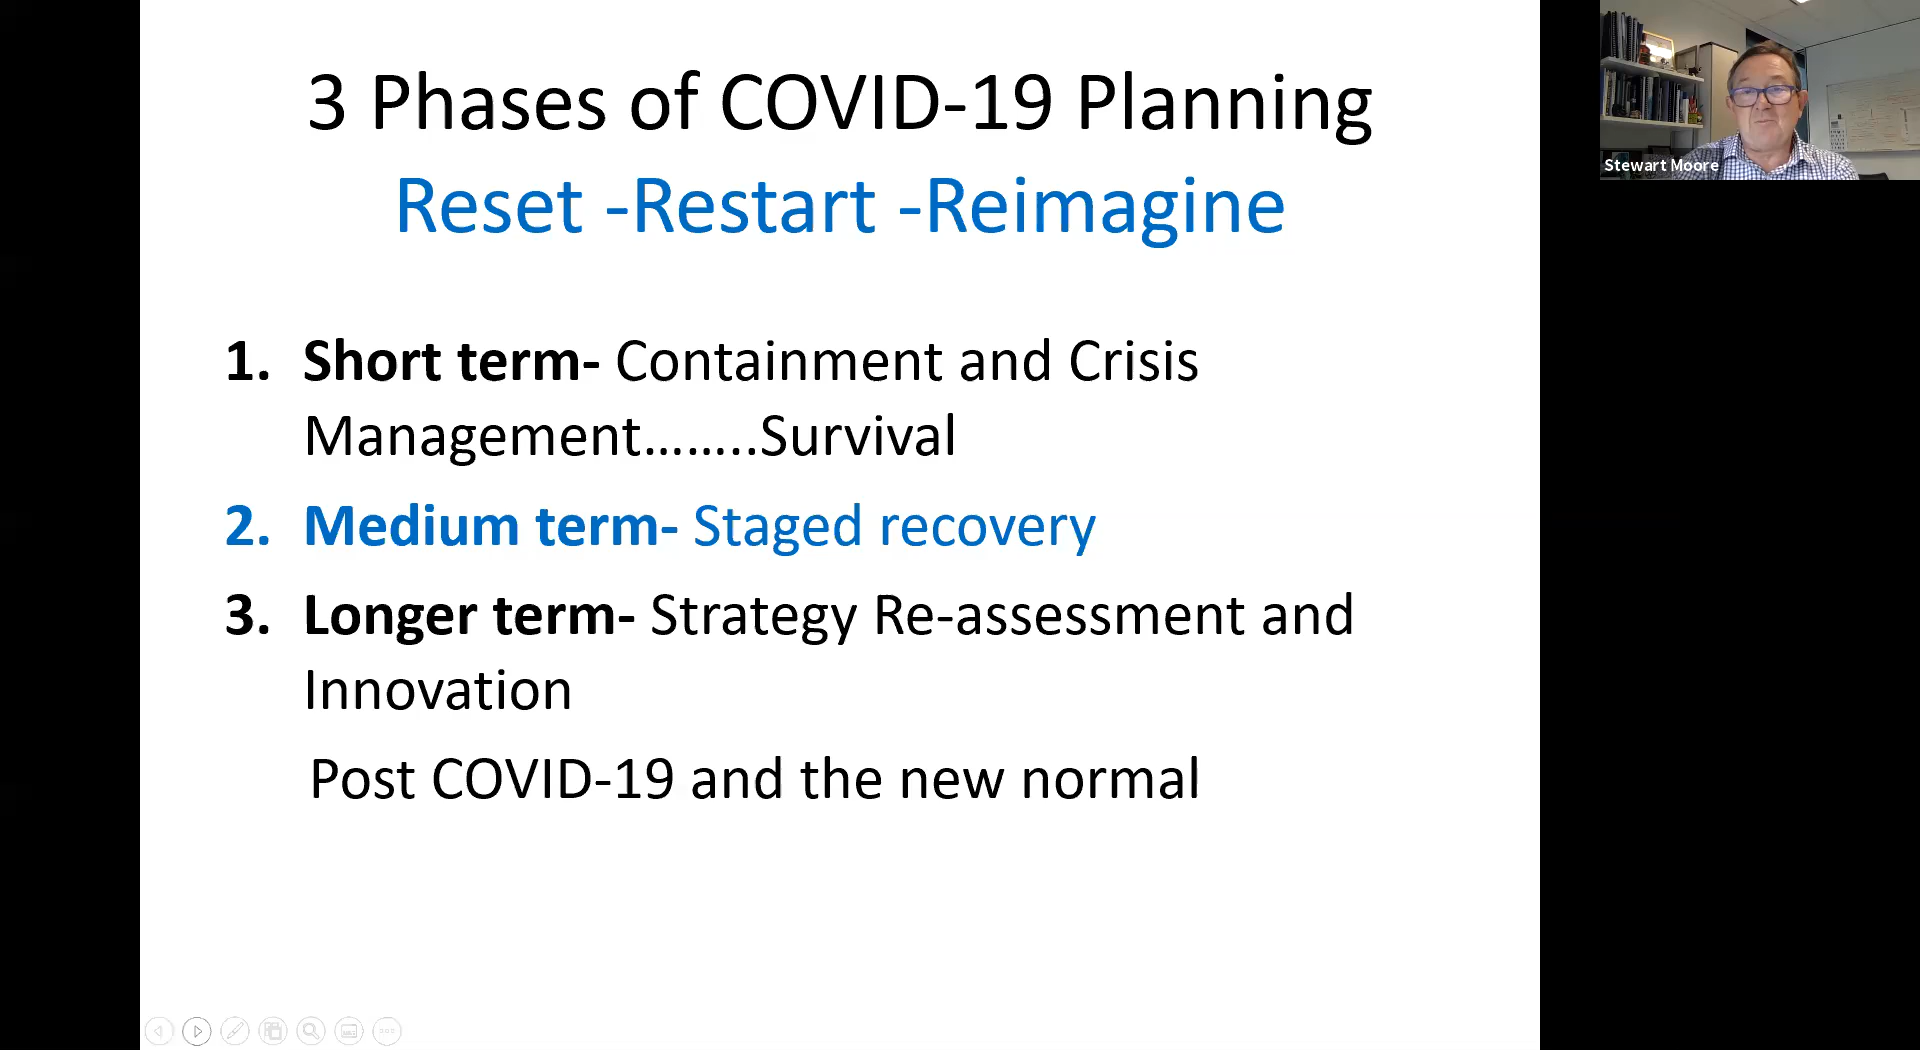 3 Phases of COVID-19 Planning
Reset -Restart -Reimagine
1. Short term- Containment and Crisis
Management……..Survival
2. Medium term- Staged recovery
3. Longer term- Strategy Re-assessment and
Innovation
Post COVID-19 and the new normal
Stewart Moore